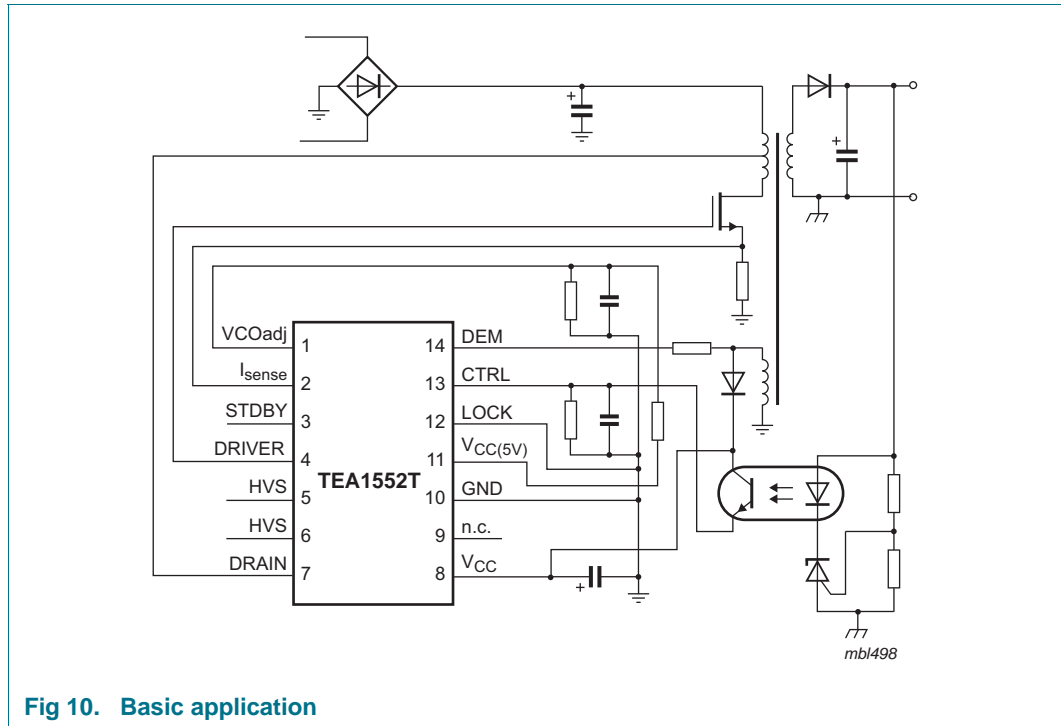 VCOadj
1
Isense
2
STDBY
3
DRIVER
4
HVS
5
HVS
6
DRAIN
7
TEA1552T
14
DEM
13
CTRL
12
LOCK
11
VCC(5V)
10
GND
9
n.c.
8
VCC
+
+
+
mbl498
Fig 10. Basic application